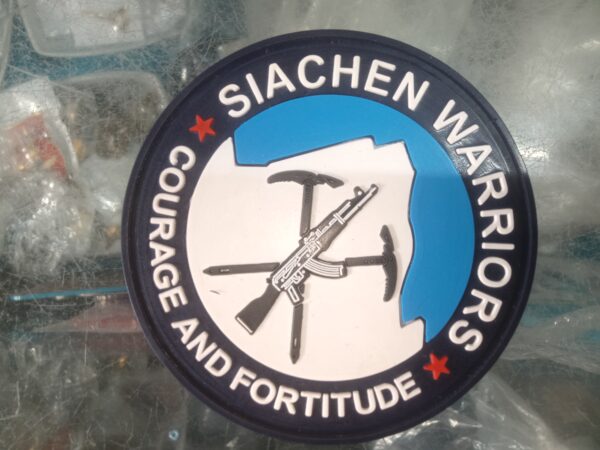 SIACHEN WARRIORS
COURAGE AND FORTITUDE